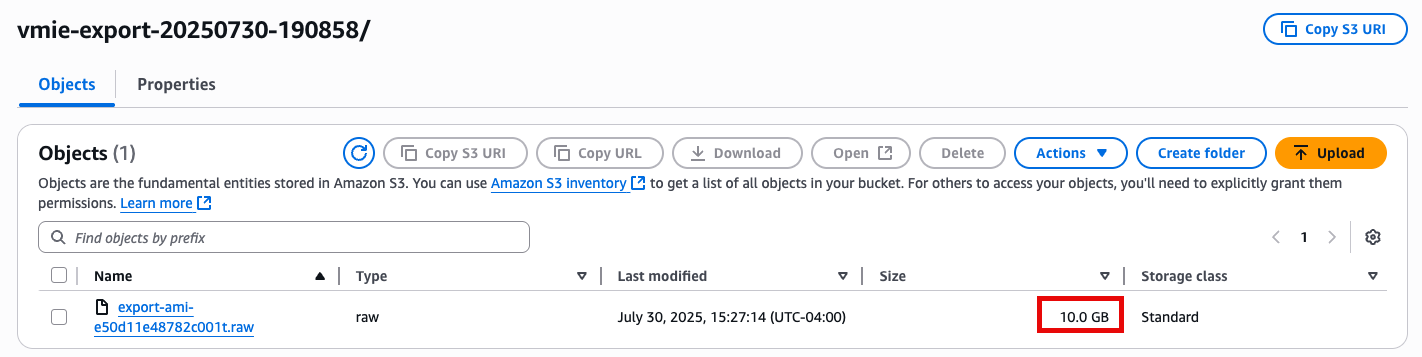 vmie-export-20250730-190858/
Copy S3 URI
Objects
Properties
Objects (1)
Copy S3 URI
Copy URL
Download
Open
Delete
Actions
Create folder
Upload
Objects are the fundamental entities stored in Amazon S3. You can use Amazon S3 inventory to get a list of all objects in your bucket. For others to access your objects, you'll need to explicitly grant them
permissions. Learn more
Find objects by prefix
1
Name
Type
Last modified
Size
Storage class
export-ami-
e50d11e48782c001t.raw
raw
July 30, 2025, 15:27:14 (UTC-04:00)
10.0 GB
Standard